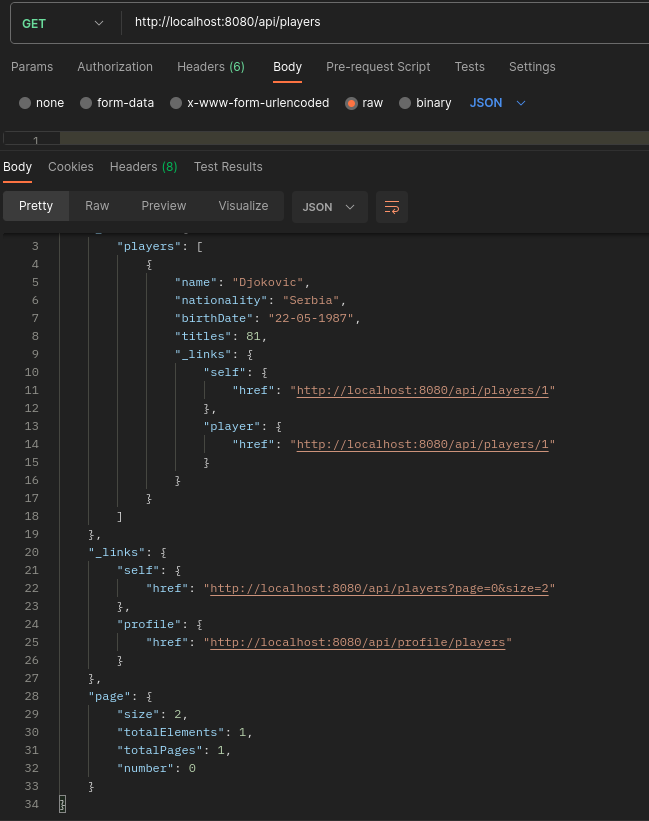 GET http://localhost:8080/api/players
Params Authorization Headers (6) Body Pre-request Script Tests Settings
none form-data x-www-form-urlencoded raw binary JSON
1
Body Cookies Headers (8) Test Results
Pretty Raw Preview Visualize JSON
3 "players": [
4 {
5 "name": "Djokovic",
6 "nationality": "Serbia",
7 "birthDate": "22-05-1987",
8 "titles": 81,
9 "_links": {
10 "self": {
11 "href": "http://localhost:8080/api/players/1"
12 },
13 "player": {
14 "href": "http://localhost:8080/api/players/1"
15 }
16 }
17 }
18 ]
19 },
20 "_links": {
21 "self": {
22 "href": "http://localhost:8080/api/players?page=0&size=2"
23 },
24 "profile": {
25 "href": "http://localhost:8080/api/profile/players"
26 }
27 },
28 "page": {
29 "size": 2,
30 "totalElements": 1,
31 "totalPages": 1,
32 "number": 0
33 }
34 }